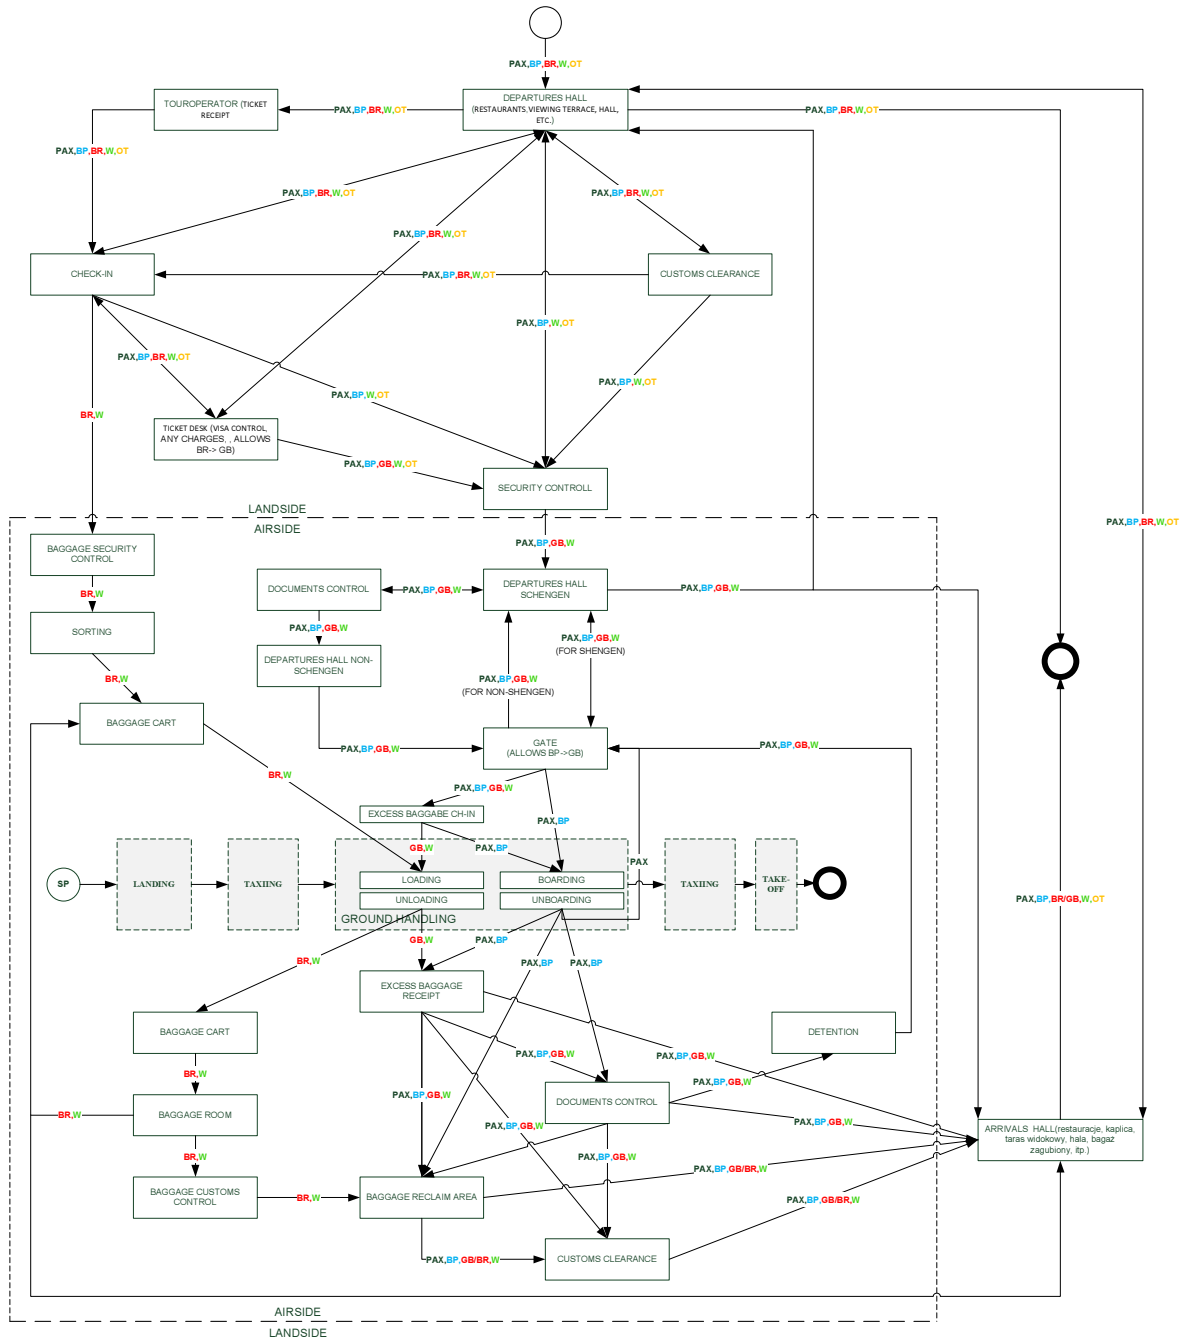 PAX,BP,BR,W,OT
TOUROPERATOR (TICKET
RECEIPT
PAX,BP,BR,W,OT
DEPARTURES HALL
(RESTAURANTS,VIEWING TERRACE, HALL,
ETC.)
PAX,BP,BR,W,OT
PAX,BP,BR,W,OT
PAX,BP,BR,W,OT
PAX,BP,BR,W,OT
PAX,BP,BR,W,OT
CHECK-IN
PAX,BP,BR,W,OT
CUSTOMS CLEARANCE
PAX,BP,W,OT
PAX,BP,BR,W,OT
PAX,BP,W,OT
PAX,BP,W,OT
BR,W
TICKET DESK (VISA CONTROL,
ANY CHARGES, , ALLOWS
BR-> GB)
PAX,BP,GB,W,OT
SECURITY CONTROLL
LANDSIDE
AIRSIDE
PAX,BP,BR,W,OT
BAGGAGE SECURITY
CONTROL
PAX,BP,GB,W
BR,W
DOCUMENTS CONTROL
PAX,BP,GB,W
DEPARTURES HALL
SCHENGEN
PAX,BP,GB,W
SORTING
PAX,BP,GB,W
PAX,BP,GB,W
(FOR SHENGEN)
DEPARTURES HALL NON-
SCHENGEN
BR,W
PAX,BP,GB,W
(FOR NON-SHENGEN)
BAGGAGE CART
PAX,BP,GB,W
GATE
(ALLOWS BP->GB)
PAX,BP,GB,W
BR,W
PAX,BP,GB,W
EXCESS BAGGABE CH-IN
PAX,BP
GB,W
PAX,BP
PAX
SP
LANDING
TAXIING
LOADING
BOARDING
TAXIING
TAKE-
OFF
UNLOADING
UNBOARDING
GROUND HANDLING
PAX,BP,BR/GB,W,OT
GB,W
PAX,BP
BR,W
PAX,BP
PAX,BP
EXCESS BAGGAGE
RECEIPT
BAGGAGE CART
DETENTION
PAX,BP,GB,W
PAX,BP,GB,W
BR,W
PAX,BP,GB,W
PAX,BP,GB,W
DOCUMENTS CONTROL
BR,W
BAGGAGE ROOM
PAX,BP,GB,W
PAX,BP,GB,W
ARRIVALS  HALL(restauracje, kaplica,
taras widokowy, hala, bagaż
zagubiony, itp.)
BR,W
PAX,BP,GB,W
PAX,BP,GB/BR,W
BAGGAGE CUSTOMS
CONTROL
BR,W
BAGGAGE RECLAIM AREA
PAX,BP,GB/BR,W
PAX,BP,GB/BR,W
CUSTOMS CLEARANCE
AIRSIDE
LANDSIDE